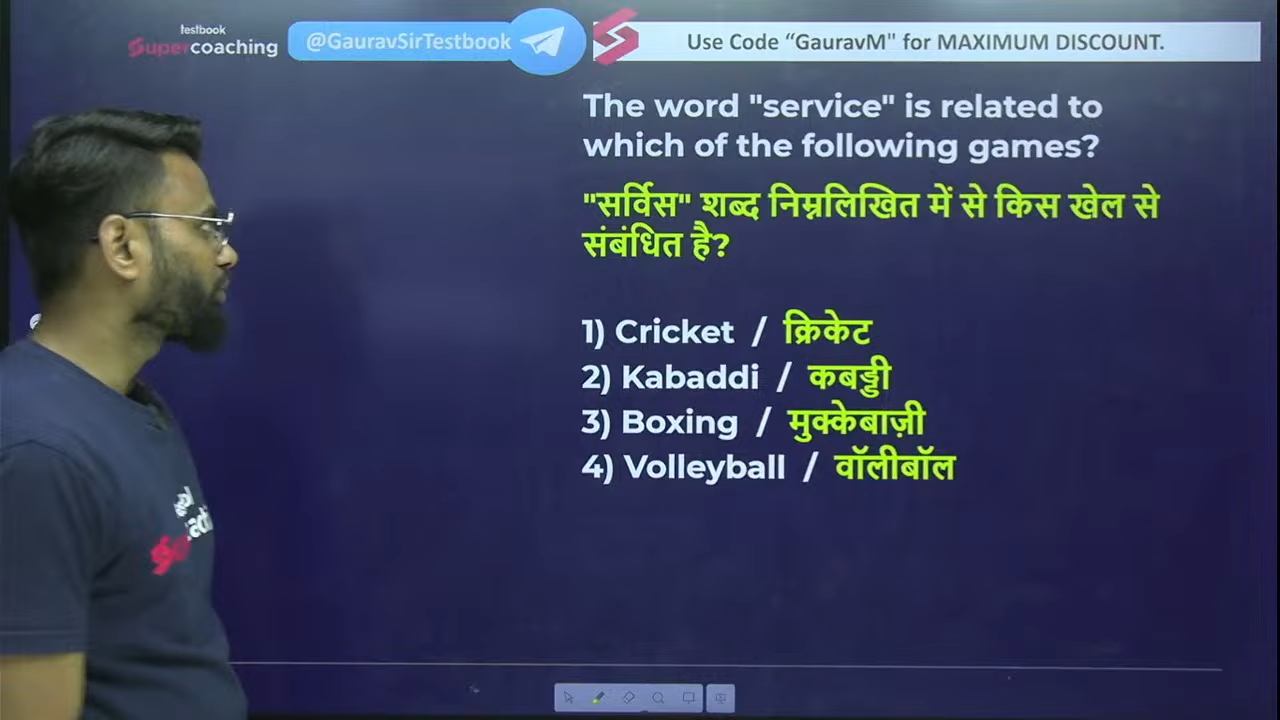 testbook
Supercoaching
@GauravSirTestbook
Use Code “GauravM" for MAXIMUM DISCOUNT.
The word "service" is related to
which of the following games?
"सर्विस" शब्द निम्नलिखित में से किस खेल से
संबंधित है?
1) Cricket / क्रिकेट
2) Kabaddi / कबड्डी
3) Boxing / मुक्केबाज़ी
4) Volleyball / वॉलीबॉल